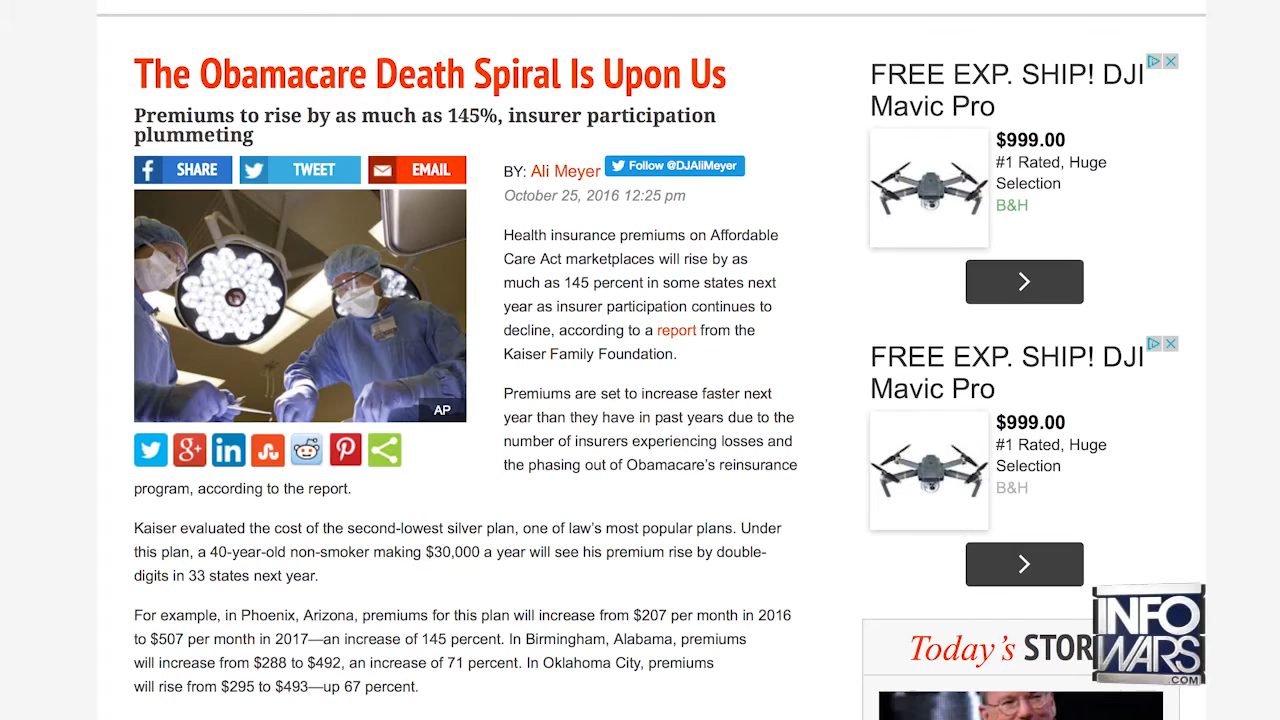 The Obamacare Death Spiral Is Upon Us
Premiums to rise by as much as 145%, insurer participation
plummeting
SHARE
TWEET
EMAIL
AP
BY: Ali Meyer
Follow @DJAliMeyer
October 25, 2016 12:25 pm
Health insurance premiums on Affordable
Care Act marketplaces will rise by as
much as 145 percent in some states next
year as insurer participation continues to
decline, according to a report from the
Kaiser Family Foundation.
Premiums are set to increase faster next
year than they have in past years due to the
number of insurers experiencing losses and
the phasing out of Obamacare's reinsurance
program, according to the report.
Kaiser evaluated the cost of the second-lowest silver plan, one of law's most popular plans. Under
this plan, a 40-year-old non-smoker making $30,000 a year will see his premium rise by double-
digits in 33 states next year.
For example, in Phoenix, Arizona, premiums for this plan will increase from $207 per month in 2016
to $507 per month in 2017—an increase of 145 percent. In Birmingham, Alabama, premiums
will increase from $288 to $492, an increase of 71 percent. In Oklahoma City, premiums
will rise from $295 to $493—up 67 percent.
FREE EXP. SHIP! DJI
Mavic Pro
$999.00
#1 Rated, Huge
Selection
B&H
FREE EXP. SHIP! DJI
Mavic Pro
$999.00
#1 Rated, Huge
Selection
B&H
Today's STOR
INFO
WARS
.COM